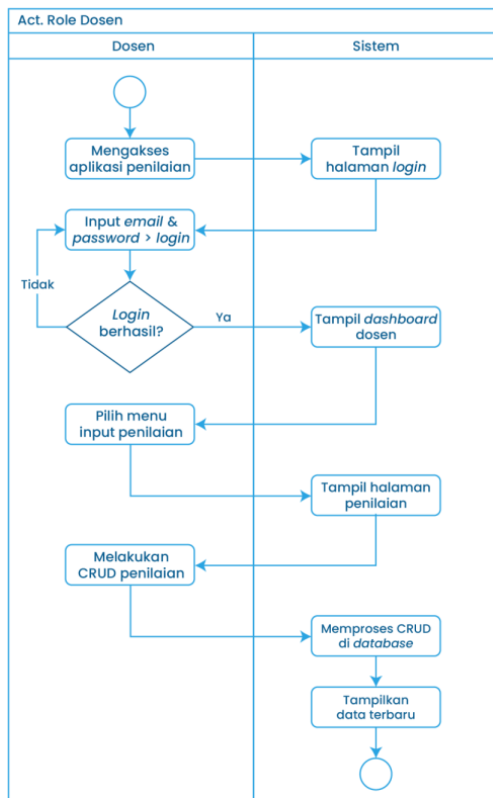 Act. Role Dosen
Dosen
Sistem
Mengakses
aplikasi penilaian
Tampil
halaman login
Input email &
password > login
Tidak
Login
berhasil?
Ya
Tampil dashboard
dosen
Pilih menu
input penilaian
Tampil halaman
penilaian
Melakukan
CRUD penilaian
Memproses CRUD
di database
Tampilkan
data terbaru